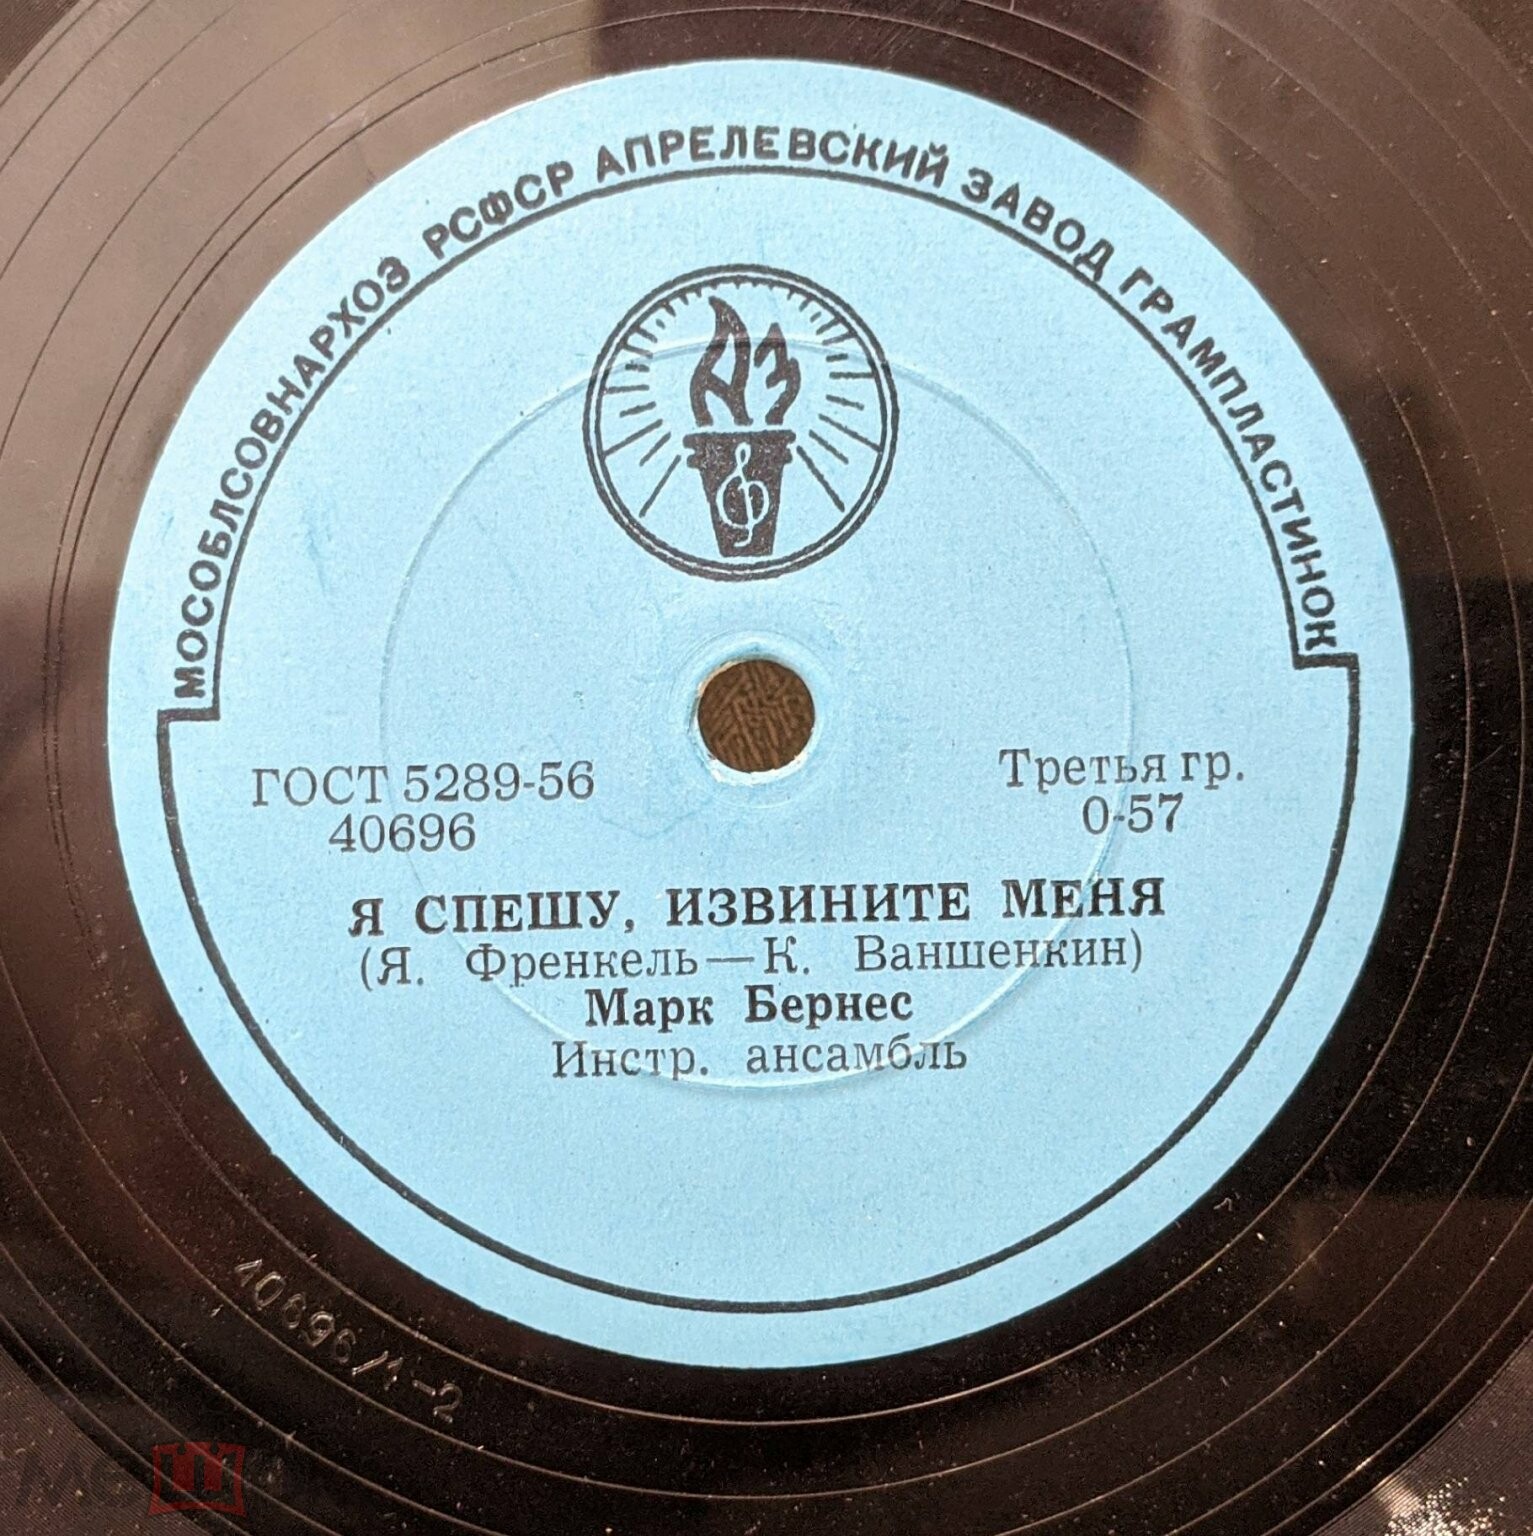 МОСОБЛСОВНАРХОЗ РСФСР АПРЕЛЕВСКИЙ ЗАВОД ГРАМПЛАСТИНОК
АЗ
ГОСТ 5289-56
40696
Третья гр.
0-57
Я СПЕШУ, ИЗВИНИТЕ МЕНЯ
(Я. Френкель—К. Ваншенкин)
Марк Бернес
Инстр. ансамбль
40696/1-2